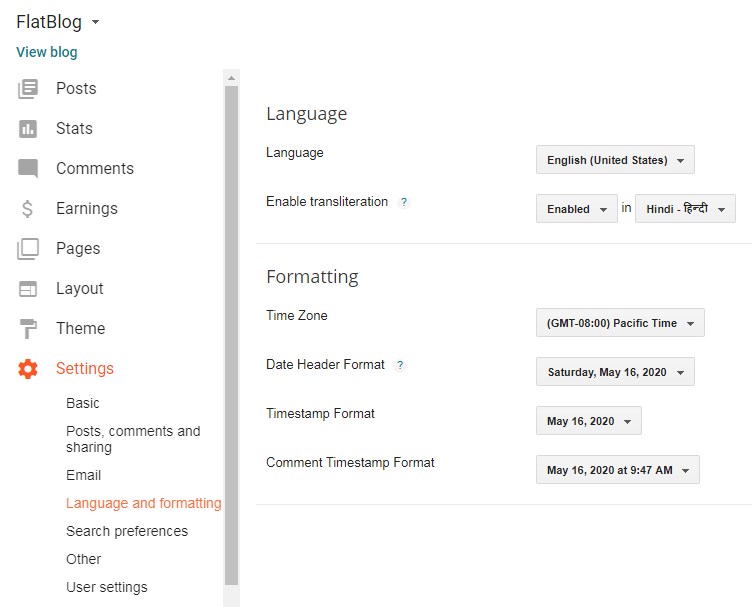 FlatBlog
View blog
Posts
Stats
Comments
Earnings
Pages
Layout
Theme
Settings
Basic
Posts, comments and
sharing
Email
Language and formatting
Search preferences
Other
User settings
Language
Language English (United States)
Enable transliteration ? Enabled in Hindi - हिन्दी
Formatting
Time Zone (GMT-08:00) Pacific Time
Date Header Format ? Saturday, May 16, 2020
Timestamp Format May 16, 2020
Comment Timestamp Format May 16, 2020 at 9:47 AM